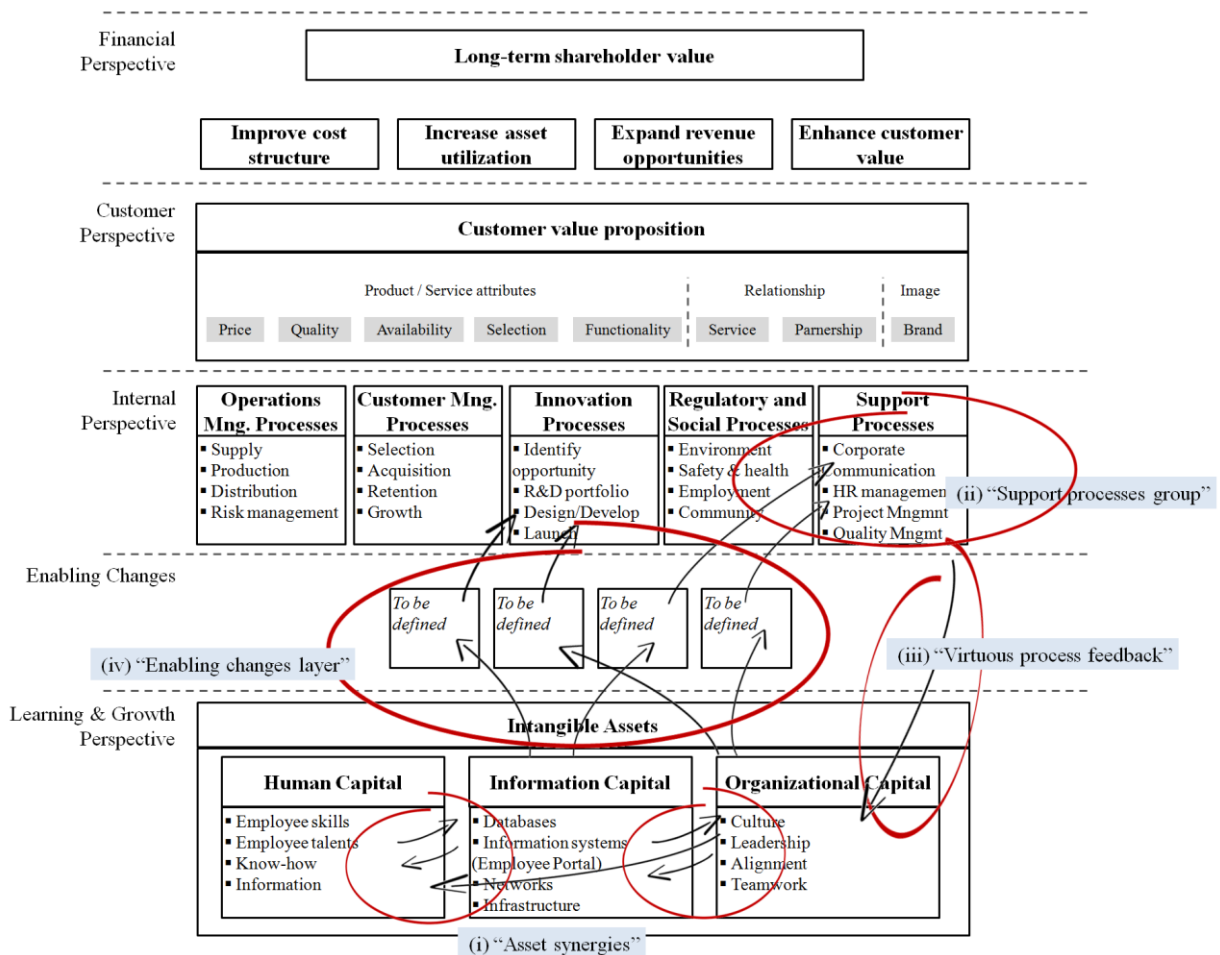 Financial
Perspective
Long-term shareholder value
Improve cost
structure
Increase asset
utilization
Expand revenue
opportunities
Enhance customer
value
Customer
Perspective
Customer value proposition
Product / Service attributes
Relationship
Image
Price
Quality
Availability
Selection
Functionality
Service
Parnership
Brand
Internal
Perspective
Operations
Mng. Processes
▪ Supply
▪ Production
▪ Distribution
▪ Risk management
Customer Mng.
Processes
▪ Selection
▪ Acquisition
▪ Retention
▪ Growth
Innovation
Processes
▪ Identify
opportunity
▪ R&D portfolio
▪ Design/Develop
▪ Launch
Regulatory and
Social Processes
▪ Environment
▪ Safety & health
▪ Employment
▪ Community
Support
Processes
▪ Corporate
Communication
▪ HR management
▪ Project Mngmnt
▪ Quality Mngmt
(ii) “Support processes group”
Enabling Changes
To be
defined
To be
defined
To be
defined
To be
defined
(iv) “Enabling changes layer”
(iii) “Virtuous process feedback”
Learning & Growth
Perspective
Intangible Assets
Human Capital
▪ Employee skills
▪ Employee talents
▪ Know-how
▪ Information
Information Capital
▪ Databases
▪ Information systems
(Employee Portal)
▪ Networks
▪ Infrastructure
Organizational Capital
▪ Culture
▪ Leadership
▪ Alignment
▪ Teamwork
(i) “Asset synergies”